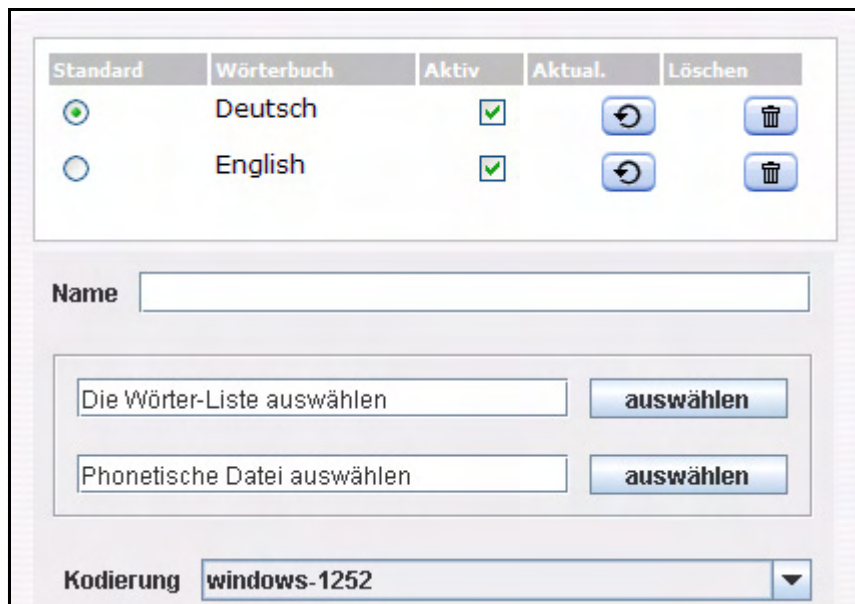 Standard Wörterbuch Aktiv Aktual. Löschen
Deutsch
English
Name
Die Wörter-Liste auswählen auswählen
Phonetische Datei auswählen auswählen
Kodierung windows-1252